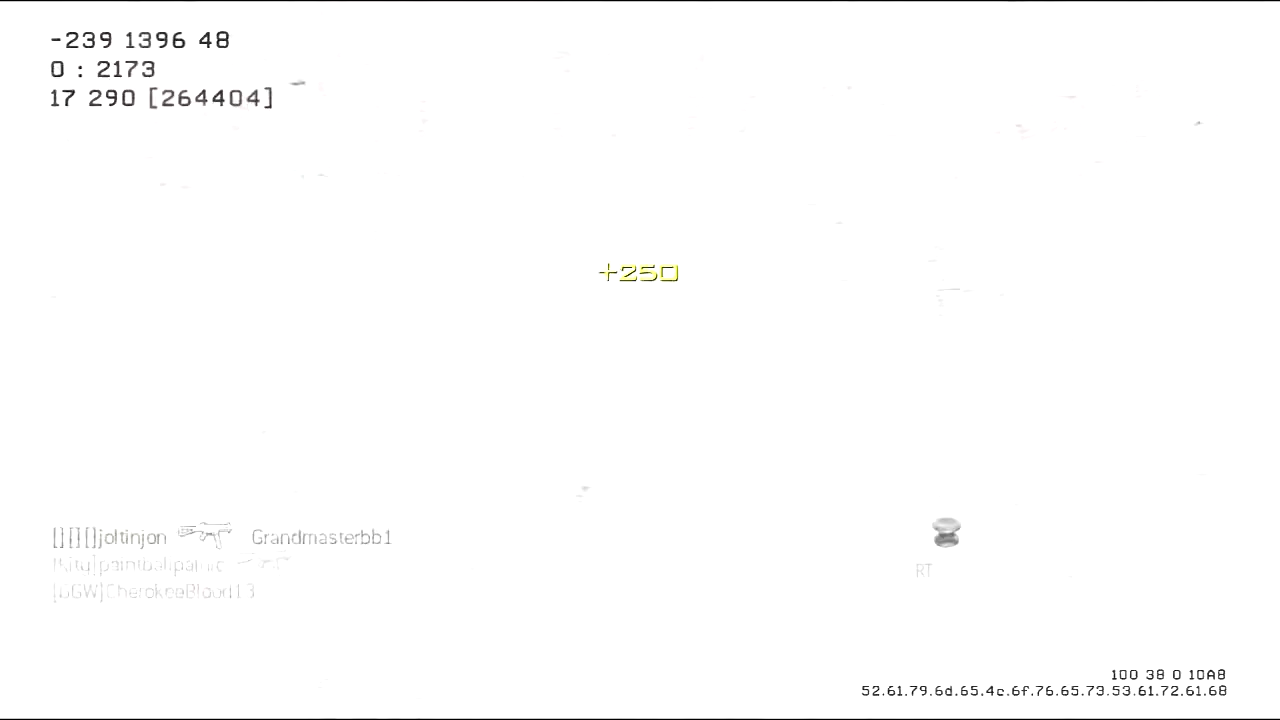 -239 1396 48
0 : 2173
17 290 [264404]
+250
[][][]joltinjon Grandmasterbb1
RT
100 38 0 10A8
52.61.79.6d.65.4c.6f.76.65.73.53.61.72.61.68